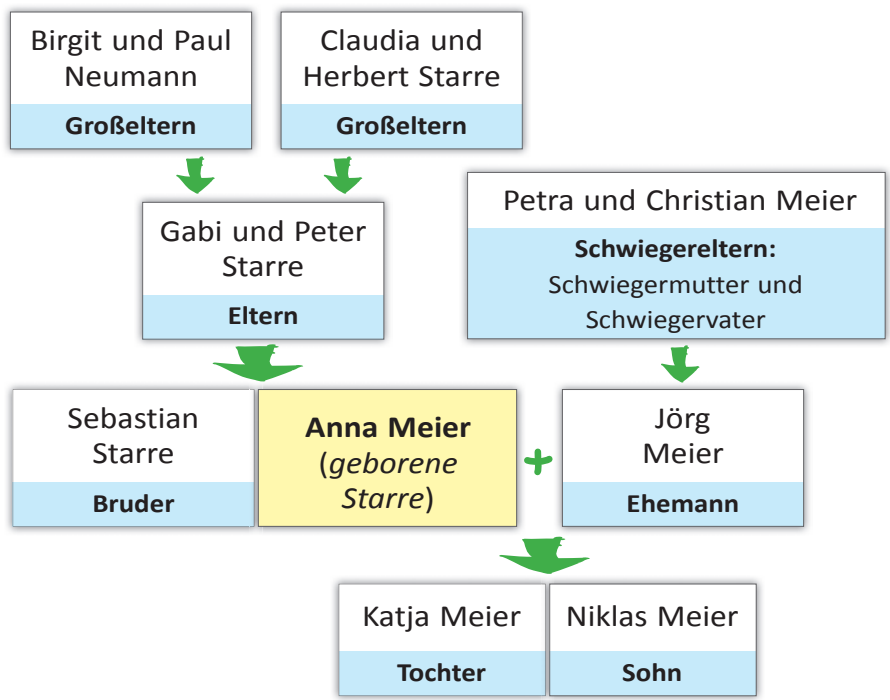 Birgit und Paul
Neumann
Großeltern
Claudia und
Herbert Starre
Großeltern
Gabi und Peter
Starre
Eltern
Petra und Christian Meier
Schwiegereltern:
Schwiegermutter und
Schwiegervater
Sebastian
Starre
Bruder
Anna Meier
(geborene
Starre)
+
Jörg
Meier
Ehemann
Katja Meier
Tochter
Niklas Meier
Sohn